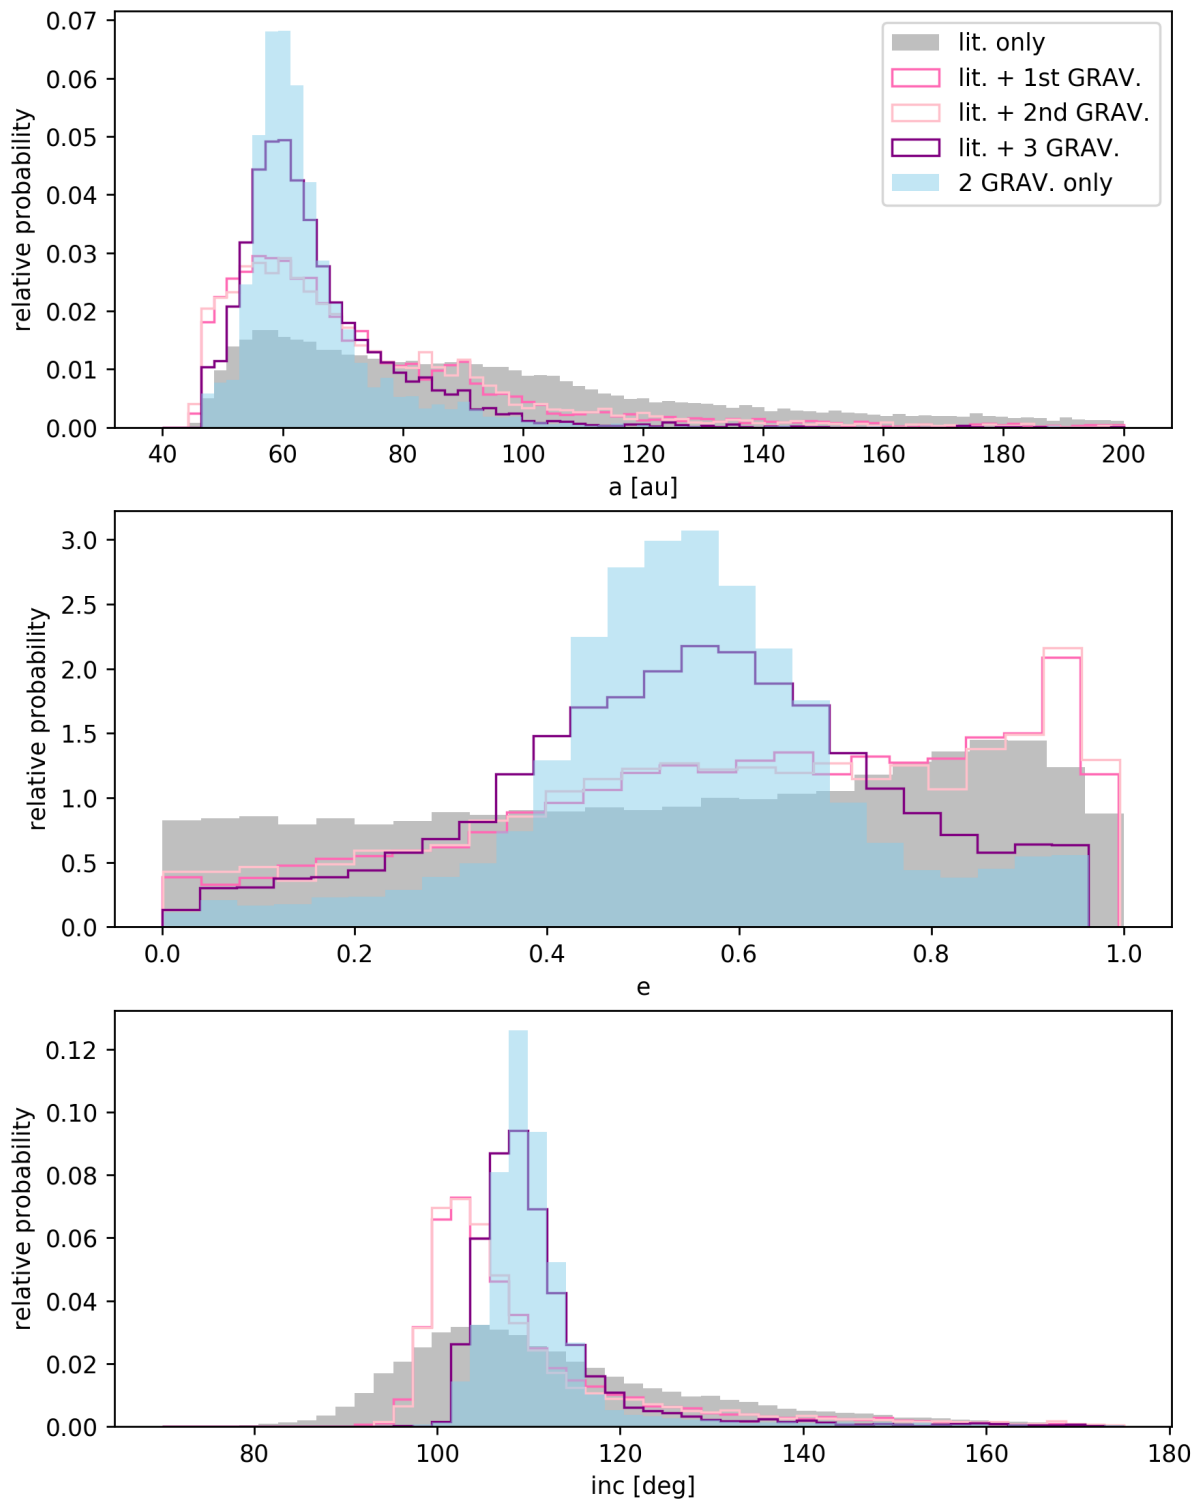 0.07
0.06
0.05
0.04
0.03
0.02
0.01
0.00
relative probability
lit. only
lit. + 1st GRAV.
lit. + 2nd GRAV.
lit. + 3 GRAV.
2 GRAV. only
40 60 80 100 120 140 160 180 200
a [au]
3.0
2.5
2.0
1.5
1.0
0.5
0.0
relative probability
0.0 0.2 0.4 0.6 0.8 1.0
e
0.12
0.10
0.08
0.06
0.04
0.02
0.00
relative probability
80 100 120 140 160 180
inc [deg]